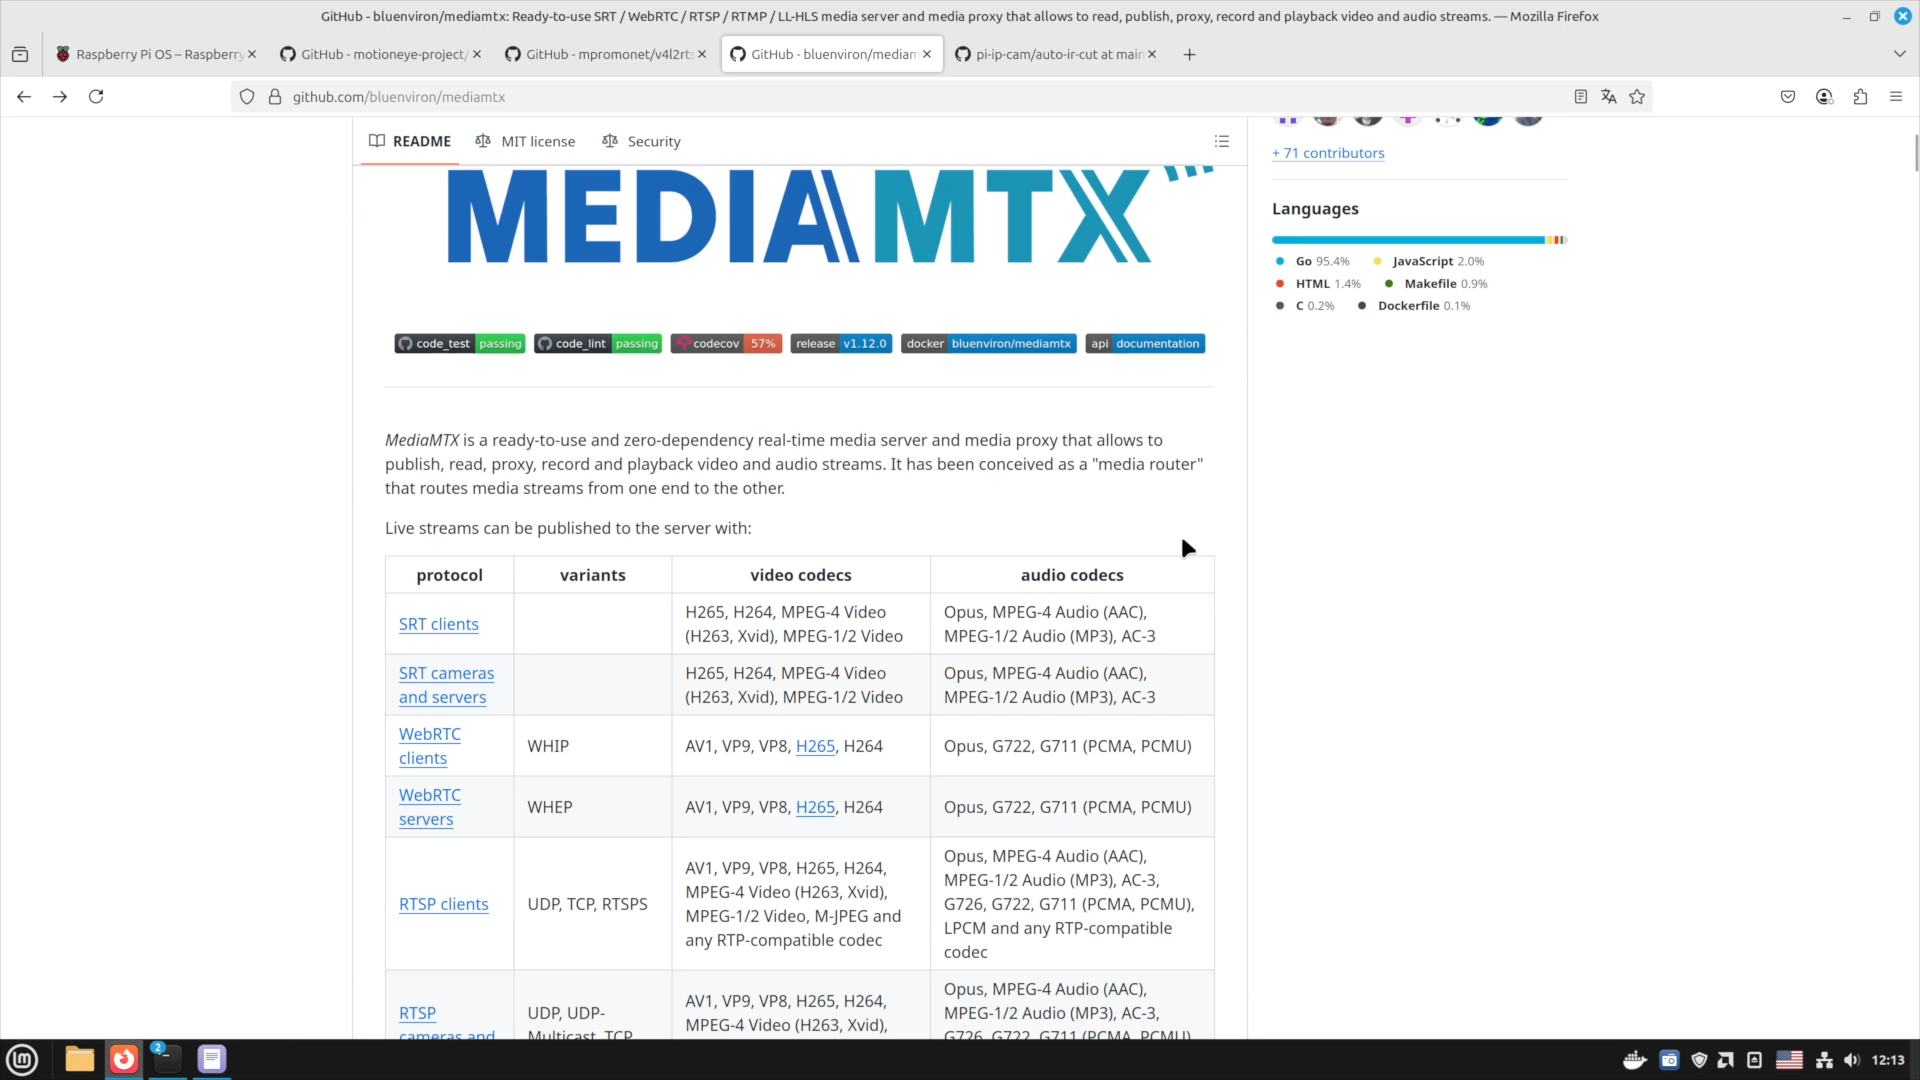 GitHub - bluenviron/mediamtx: Ready-to-use SRT / WebRTC / RTSP / RTMP / LL-HLS media server and media proxy that allows to read, publish, proxy, record and playback video and audio streams. — Mozilla Firefox
Raspberry Pi OS – Raspberry
GitHub - motioneye-project/
GitHub - mpromonet/v4l2rts
GitHub - bluenviron/mediam
pi-ip-cam/auto-ir-cut at main
github.com/bluenviron/mediamtx
README
MIT license
Security
+ 71 contributors
Languages
Go 95.4%
JavaScript 2.0%
HTML 1.4%
Makefile 0.9%
C 0.2%
Dockerfile 0.1%
MEDIAMTX
code_test passing
code_lint passing
codecov 57%
release v1.12.0
docker bluenviron/mediamtx
api documentation
MediaMTX is a ready-to-use and zero-dependency real-time media server and media proxy that allows to
publish, read, proxy, record and playback video and audio streams. It has been conceived as a "media router"
that routes media streams from one end to the other.
Live streams can be published to the server with:
protocol variants video codecs audio codecs
SRT clients
H265, H264, MPEG-4 Video
(H263, Xvid), MPEG-1/2 Video
Opus, MPEG-4 Audio (AAC),
MPEG-1/2 Audio (MP3), AC-3
SRT cameras
and servers
H265, H264, MPEG-4 Video
(H263, Xvid), MPEG-1/2 Video
Opus, MPEG-4 Audio (AAC),
MPEG-1/2 Audio (MP3), AC-3
WebRTC
clients
WHIP
AV1, VP9, VP8, H265, H264
Opus, G722, G711 (PCMA, PCMU)
WebRTC
servers
WHEP
AV1, VP9, VP8, H265, H264
Opus, G722, G711 (PCMA, PCMU)
RTSP clients
UDP, TCP, RTSPS
AV1, VP9, VP8, H265, H264,
MPEG-4 Video (H263, Xvid),
MPEG-1/2 Video, M-JPEG and
any RTP-compatible codec
Opus, MPEG-4 Audio (AAC),
MPEG-1/2 Audio (MP3), AC-3,
G726, G722, G711 (PCMA, PCMU),
LPCM and any RTP-compatible
codec
RTSP
cameras and
UDP, UDP-
Multicast, TCP
AV1, VP9, VP8, H265, H264,
MPEG-4 Video (H263, Xvid),
Opus, MPEG-4 Audio (AAC),
MPEG-1/2 Audio (MP3), AC-3,
G726, G722, G711 (PCMA, PCMU),
2
12:13